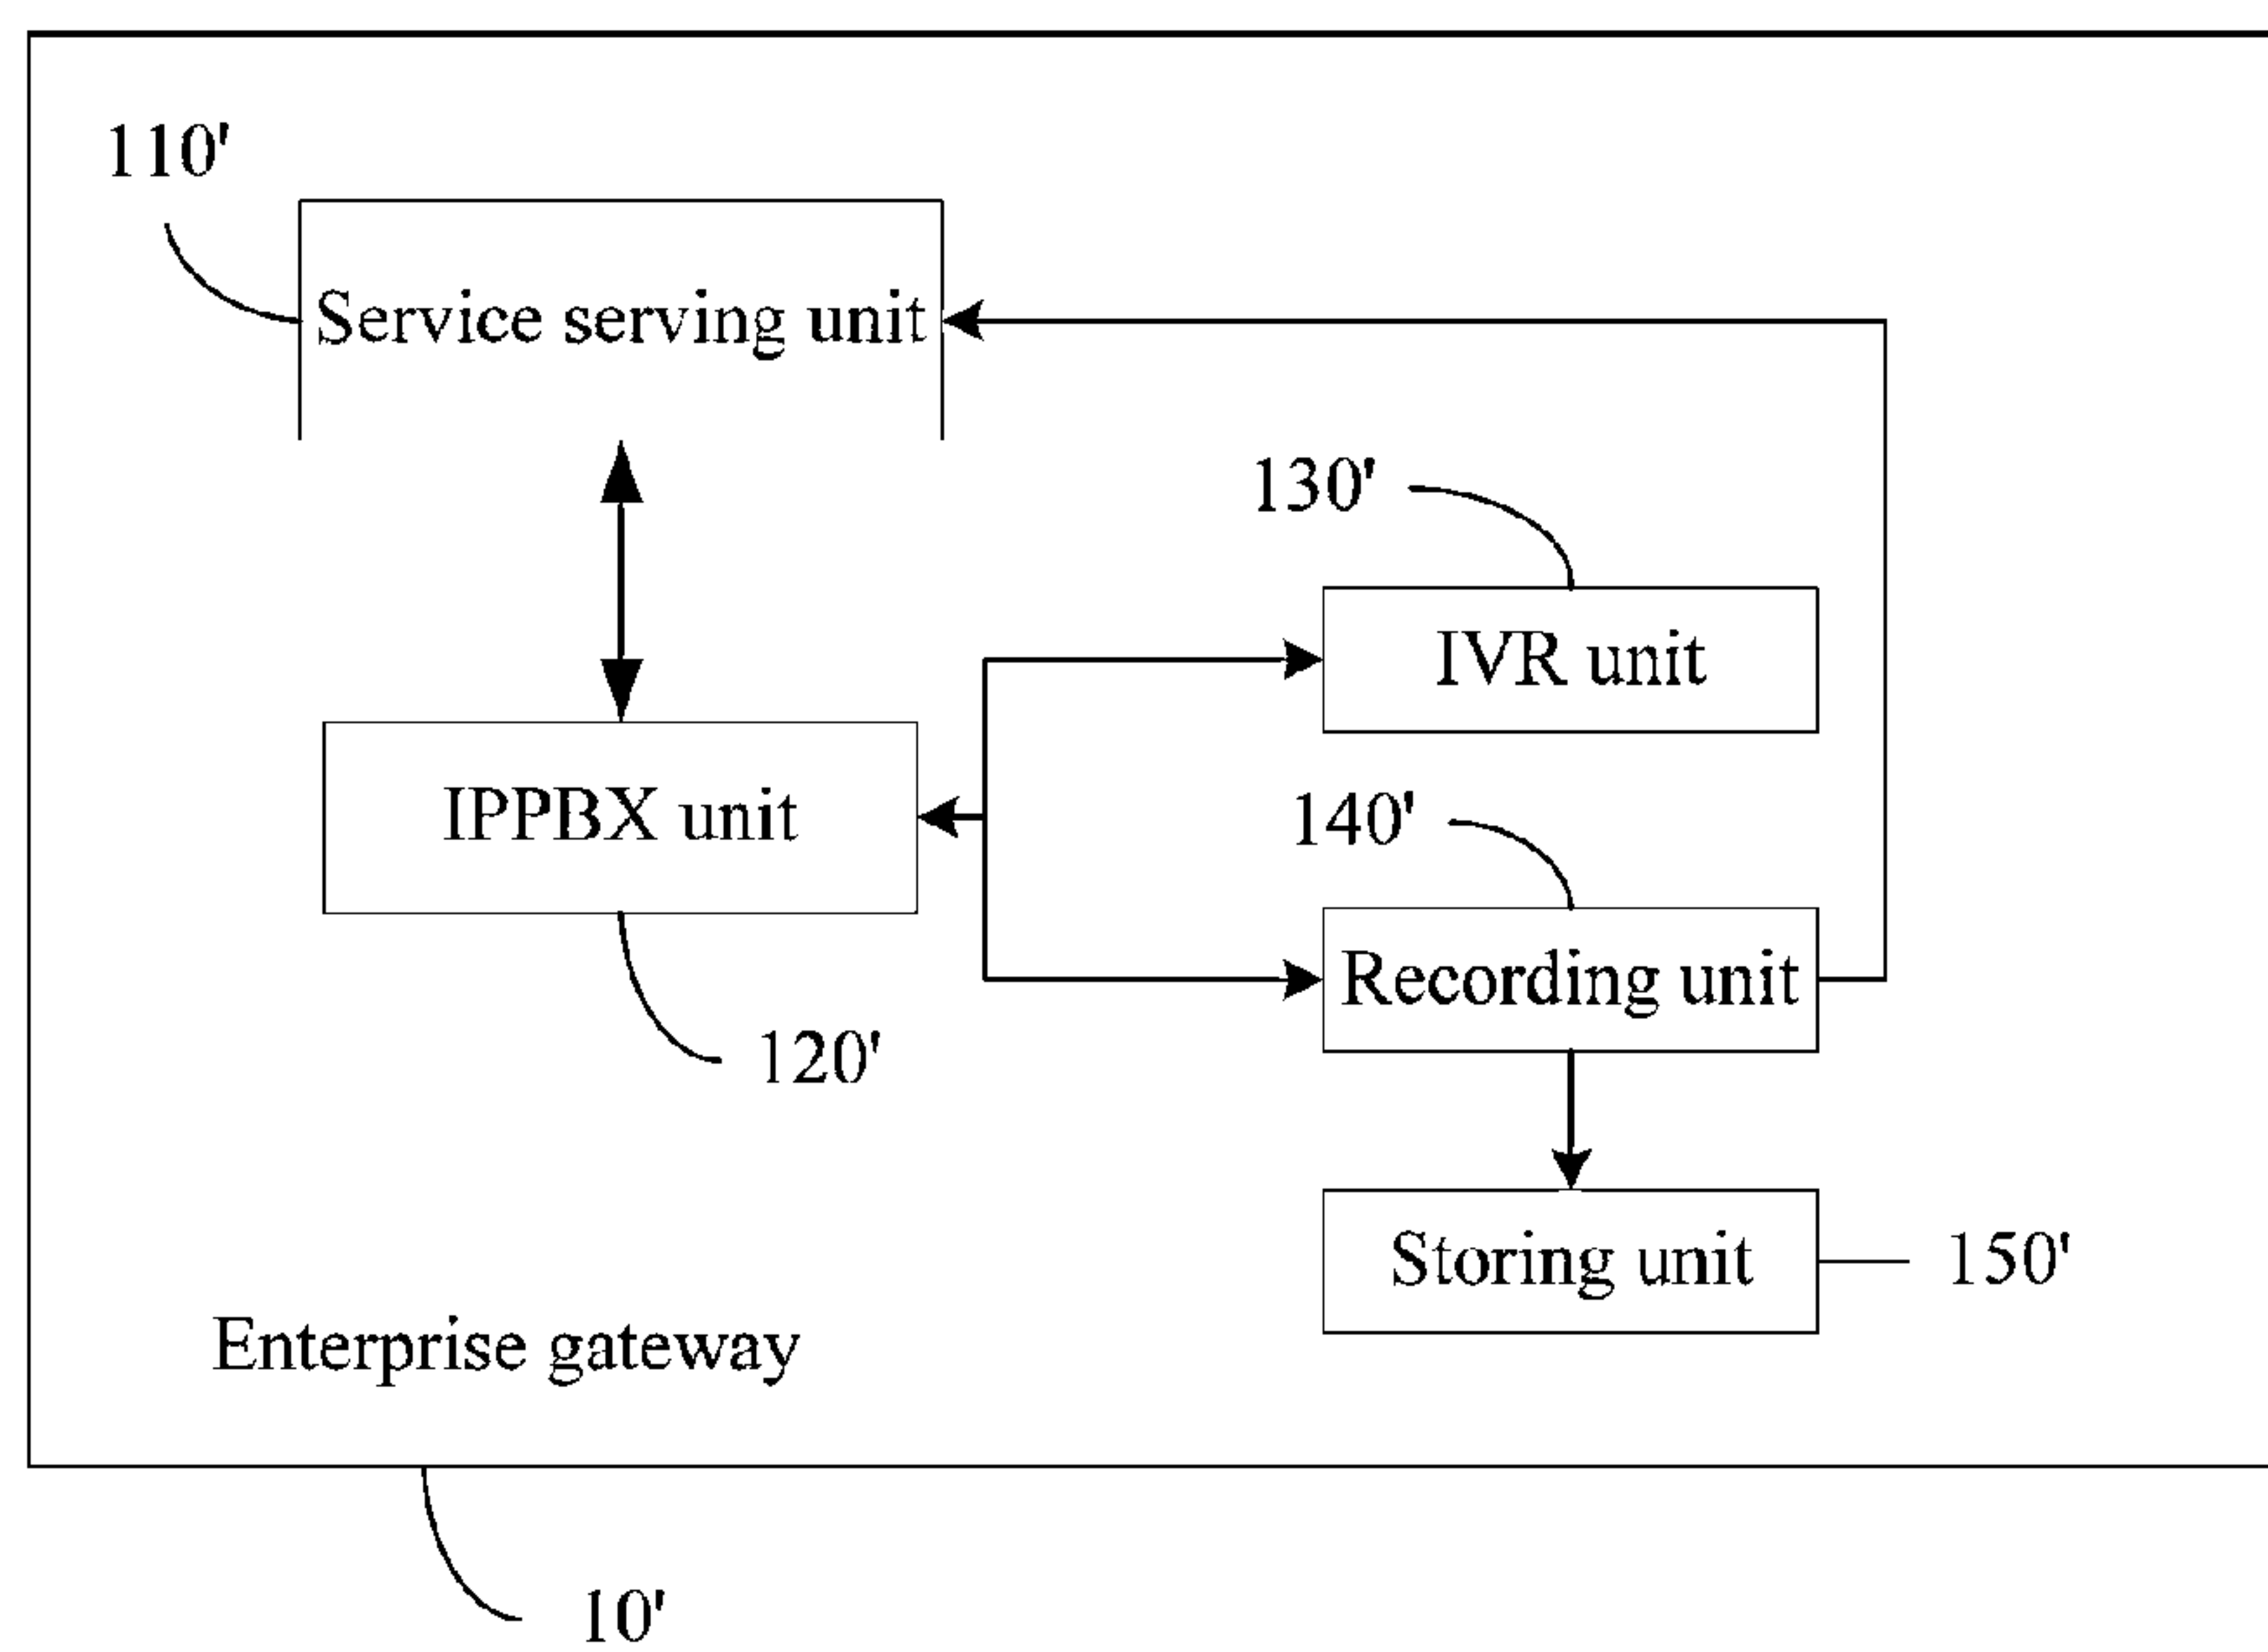 110'
Service serving unit
130'
IVR unit
IPPBX unit
140'
Recording unit
120'
Storing unit
150'
Enterprise gateway
10'